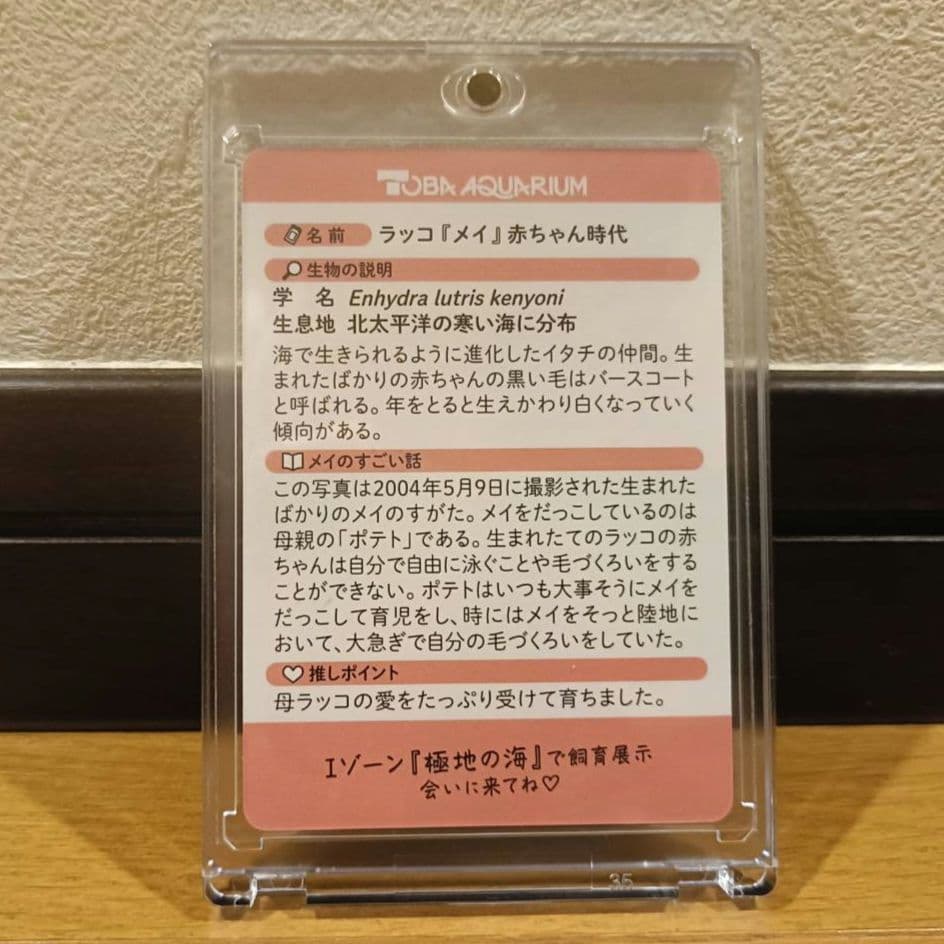 TOBA AQUARIUM
名前 ラッコ『メイ』赤ちゃん時代
生物の説明
学 名 Enhydra lutris kenyoni
生息地 北太平洋の寒い海に分布
海で生きられるように進化したイタチの仲間。生
まれたばかりの赤ちゃんの黒い毛はバースコート
と呼ばれる。年をとると生えかわり白くなっていく
傾向がある。
メイのすごい話
この写真は2004年5月9日に撮影された生まれた
ばかりのメイのすがた。メイをだっこしているのは
母親の「ポテト」である。生まれたてのラッコの赤
ちゃんは自分で自由に泳ぐことや毛づくろいをする
ことができない。ポテトはいつも大事そうにメイを
だっこして育児をし、時にはメイをそっと陸地に
おいて、大急ぎで自分の毛づくろいをしていた。
推しポイント
母ラッコの愛をたっぷり受けて育ちました。
Iゾーン『極地の海』で飼育展示
会いに来てね♡
35